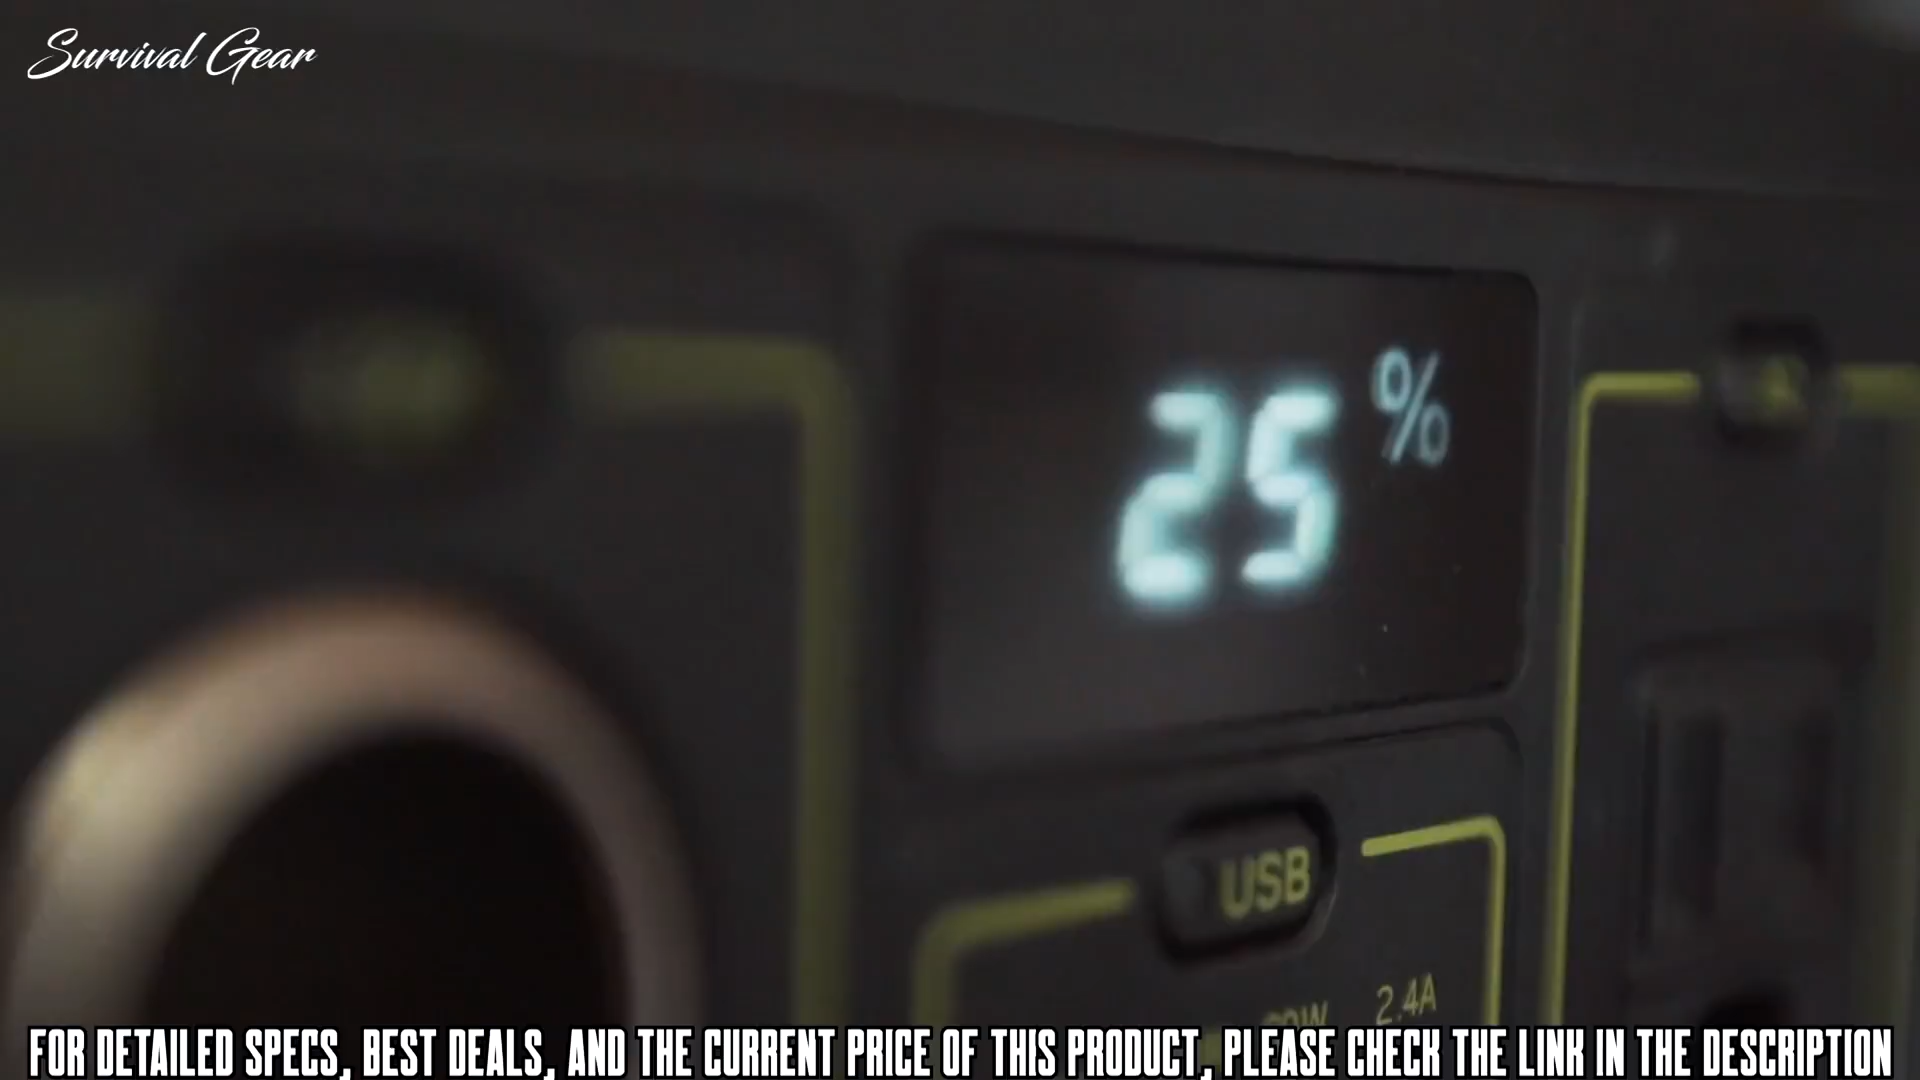 Survival Gear
25 %
USB
2.4A
FOR DETAILED SPECS, BEST DEALS, AND THE CURRENT PRICE OF THIS PRODUCT, PLEASE CHECK THE LINK IN THE DESCRIPTION